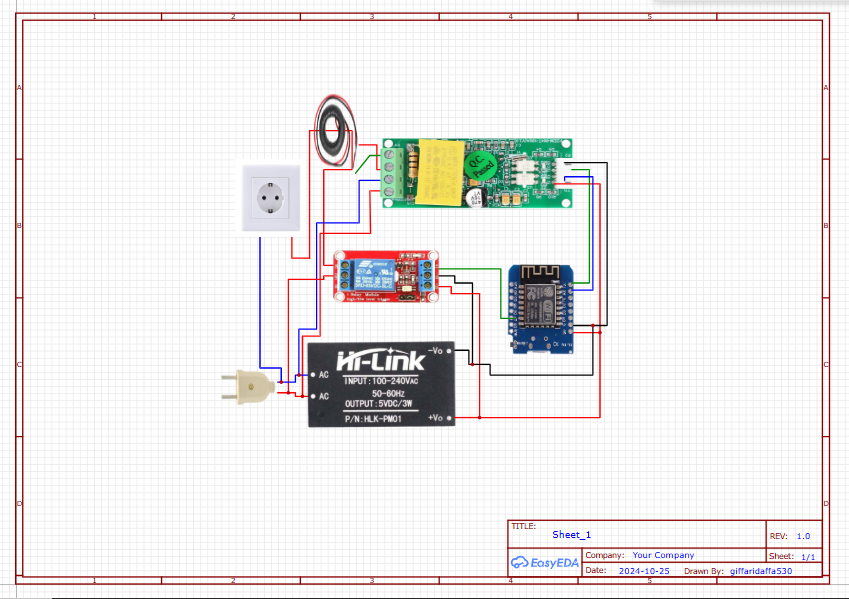 1 2 3 4 5
A A
B B
C C
D D
QC
Passed
Hi-Link
-Vo
AC
INPUT:100-240VAC
50-60Hz
AC
OUTPUT:5VDC/3W
P/N:HLK-PM01
+Vo
TITLE:
Sheet_1
REV: 1.0
EasyEDA
Company: Your Company
Sheet: 1/1
Date: 2024-10-25
Drawn By: giffaridaffa530
1 2 3 4 5